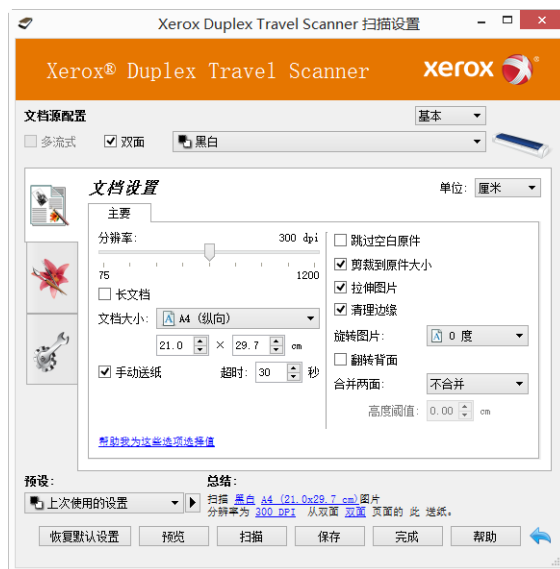 Xerox Duplex Travel Scanner 扫描设置
Xerox® Duplex Travel Scanner
xerox
文档源配置
基本
多流式
双面
黑白
文档设置
单位: 厘米
主要
分辨率: 300 dpi
75 1200
长文档
文档大小: A4 (纵向)
21.0 × 29.7 cm
手动送纸 超时: 30 秒
帮助我为这些选项选择值
跳过空白原件
剪裁到原件大小
拉伸图片
清理边缘
旋转图片: 0 度
翻转背面
合并两面: 不合并
高度阈值: 0.00 cm
预设:
上次使用的设置
总结:
扫描 黑白 A4 (21.0x29.7 cm)图片
分辨率为 300 DPI 从双面 双面 页面的 此 送纸。
恢复默认设置 预览 扫描 保存 完成 帮助